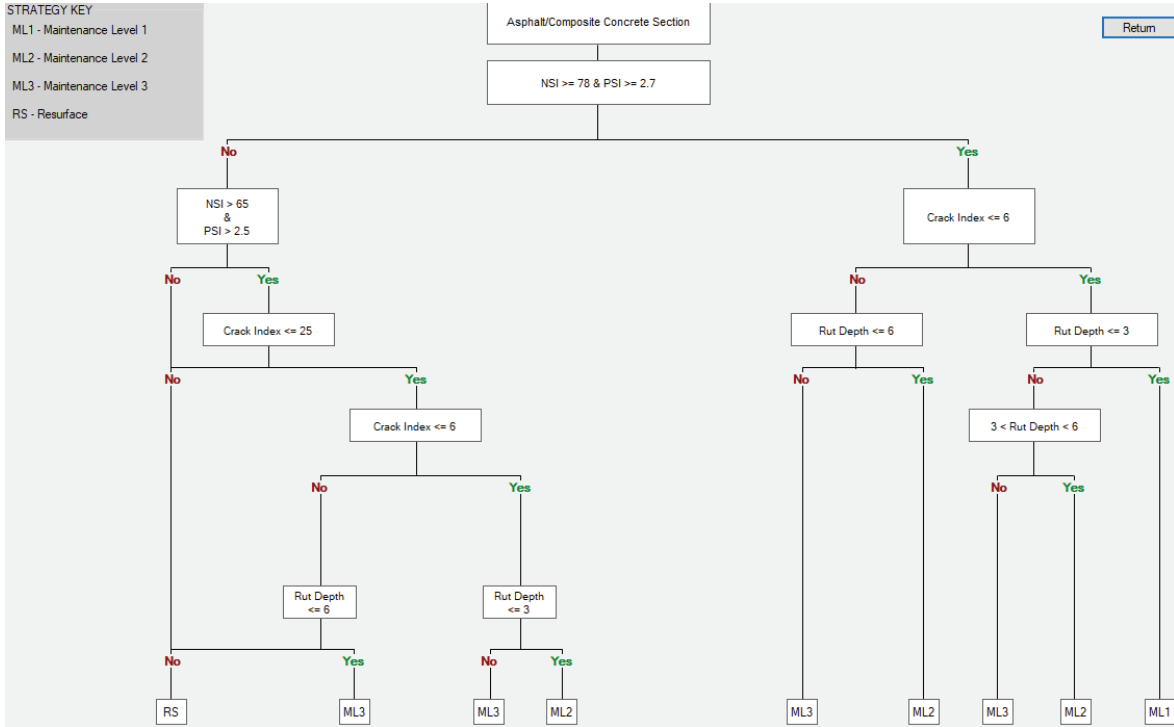 STRATEGY KEY
ML1 - Maintenance Level 1
ML2 - Maintenance Level 2
ML3 - Maintenance Level 3
RS - Resurface
Asphalt/Composite Concrete Section
Return
NSI >= 78 & PSI >= 2.7
No
Yes
NSI > 65
&
PSI > 2.5
Crack Index <= 6
No
Yes
No
Yes
Crack Index <= 25
Rut Depth <= 6
Rut Depth <= 3
No
Yes
No
Yes
No
Yes
Crack Index <= 6
3 < Rut Depth < 6
No
Yes
No
Yes
Rut Depth
<= 6
Rut Depth
<= 3
No
Yes
No
Yes
RS
ML3
ML3
ML2
ML3
ML2
ML3
ML2
ML1